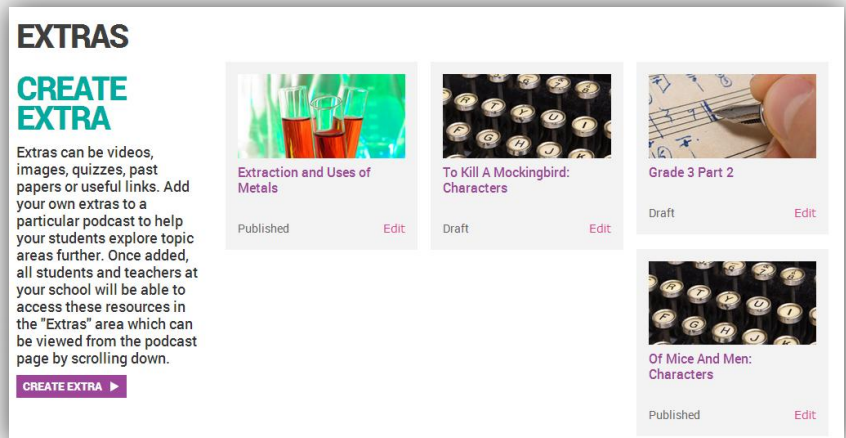 EXTRAS
CREATE
EXTRA
Extras can be videos,
images, quizzes, past
papers or useful links. Add
your own extras to a
particular podcast to help
your students explore topic
areas further. Once added,
all students and teachers at
your school will be able to
access these resources in
the "Extras" area which can
be viewed from the podcast
page by scrolling down.
CREATE EXTRA
Extraction and Uses of
Metals
Published Edit
R T Y U I
F G H J K
To Kill A Mockingbird:
Characters
Draft Edit
Grade 3 Part 2
Draft Edit
R T Y U I
F G H J K
Of Mice And Men:
Characters
Published Edit